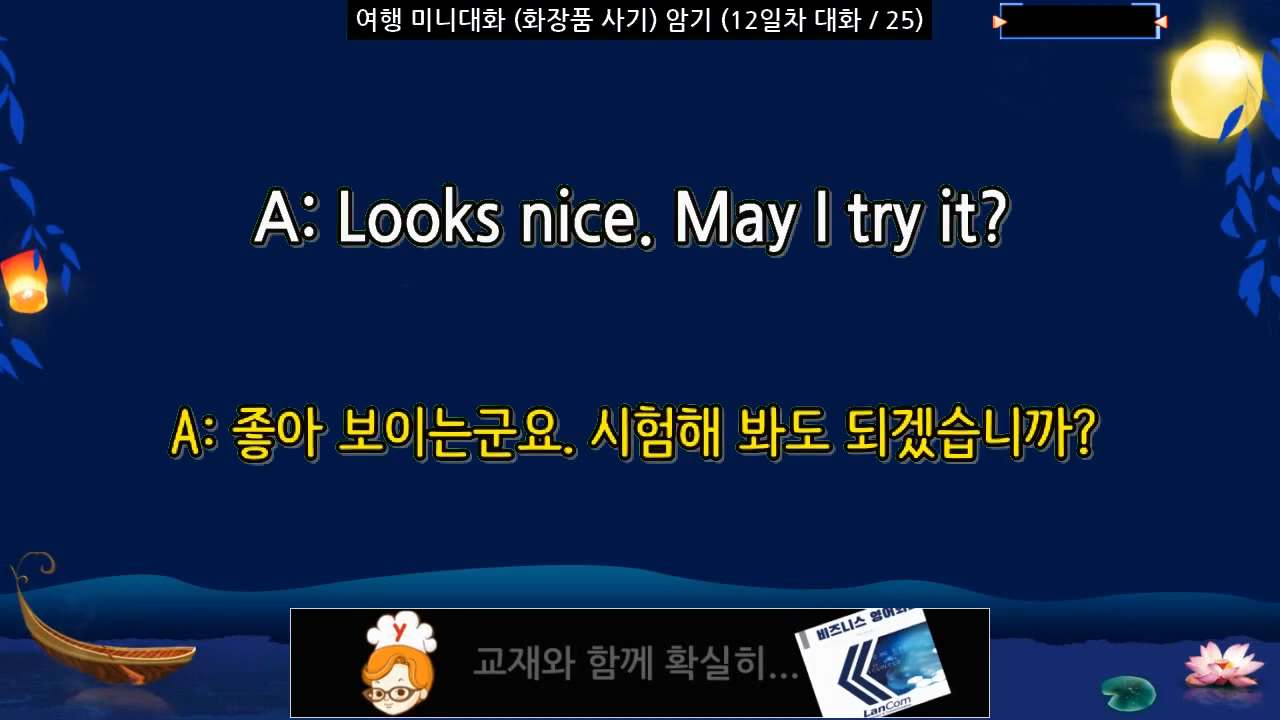 여행 미니대화 (화장품 사기) 암기 (12일차 대화 / 25)
A: Looks nice. May I try it?
A: 좋아 보이는군요. 시험해 봐도 되겠습니까?
y
교재와 함께 확실히...
비즈니스
LanCom